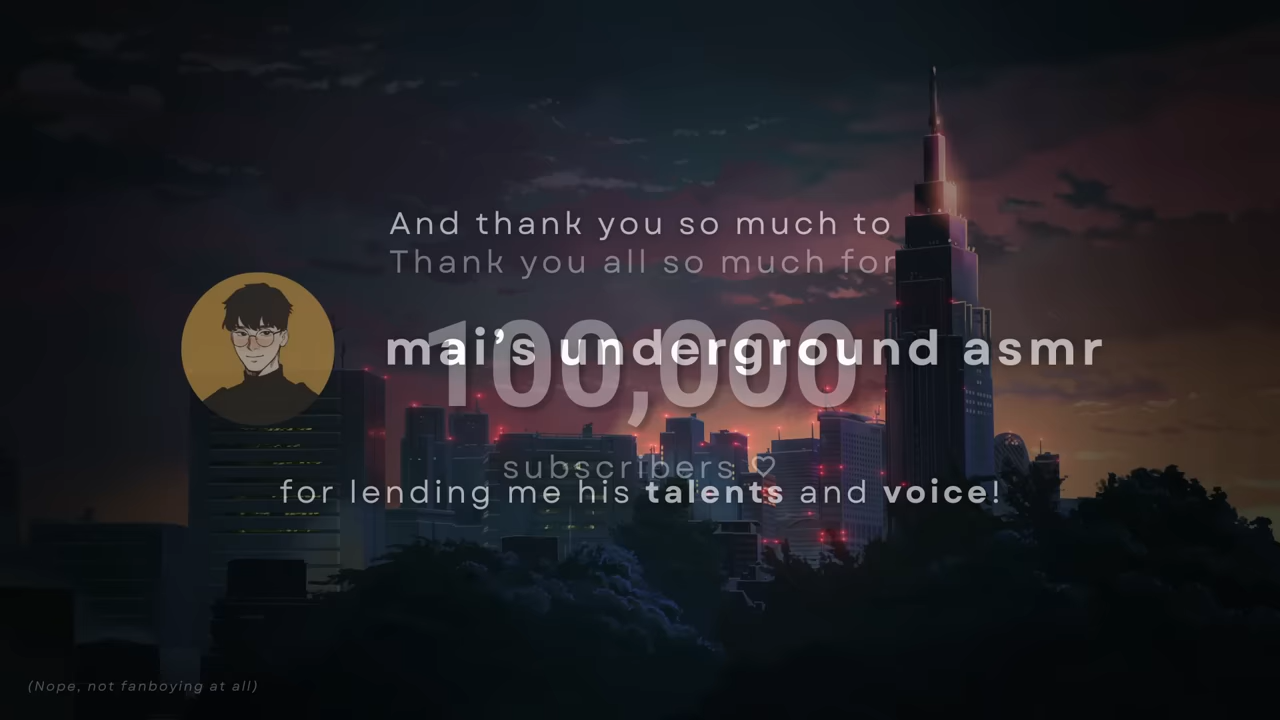 And thank you so much to
Thank you all so much for
mai's underground asmr
100,000
subscribers ♡
for lending me his talents and voice!
(Nope, not fanboying at all)